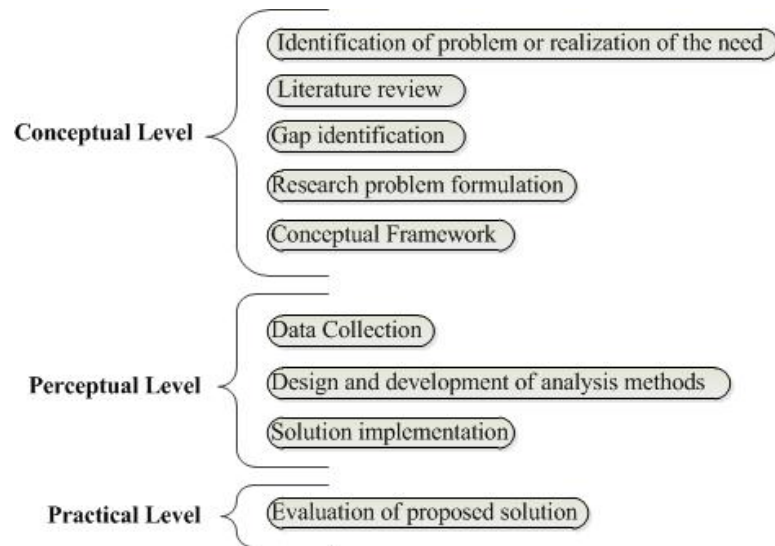 Conceptual Level
Identification of problem or realization of the need
Literature review
Gap identification
Research problem formulation
Conceptual Framework
Perceptual Level
Data Collection
Design and development of analysis methods
Solution implementation
Practical Level
Evaluation of proposed solution